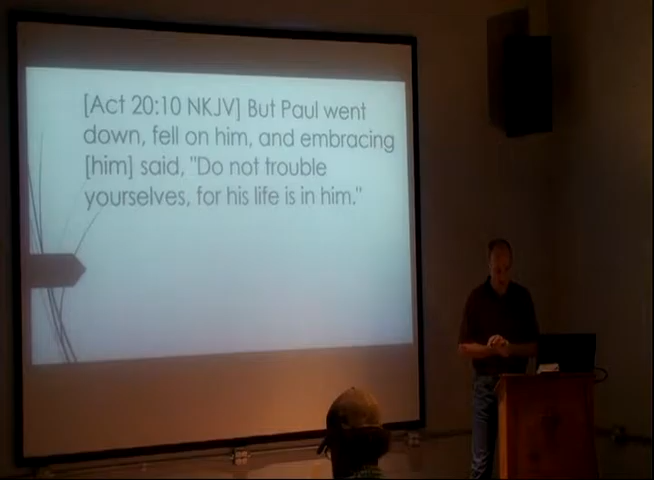 [Act 20:10 NKJV] But Paul went
down, fell on him, and embracing
[him] said, "Do not trouble
yourselves, for his life is in him."